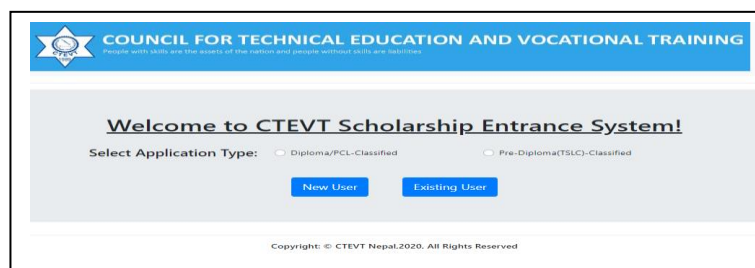 COUNCIL FOR TECHNICAL EDUCATION AND VOCATIONAL TRAINING
People with skills are the assets of the nation and people without skills are liabilities
CTEVT
Welcome to CTEVT Scholarship Entrance System!
Select Application Type: Diploma/PCL-Classified Pre-Diploma(TSLC)-Classified
New User Existing User
Copyright: © CTEVT Nepal,2020, All Rights Reserved